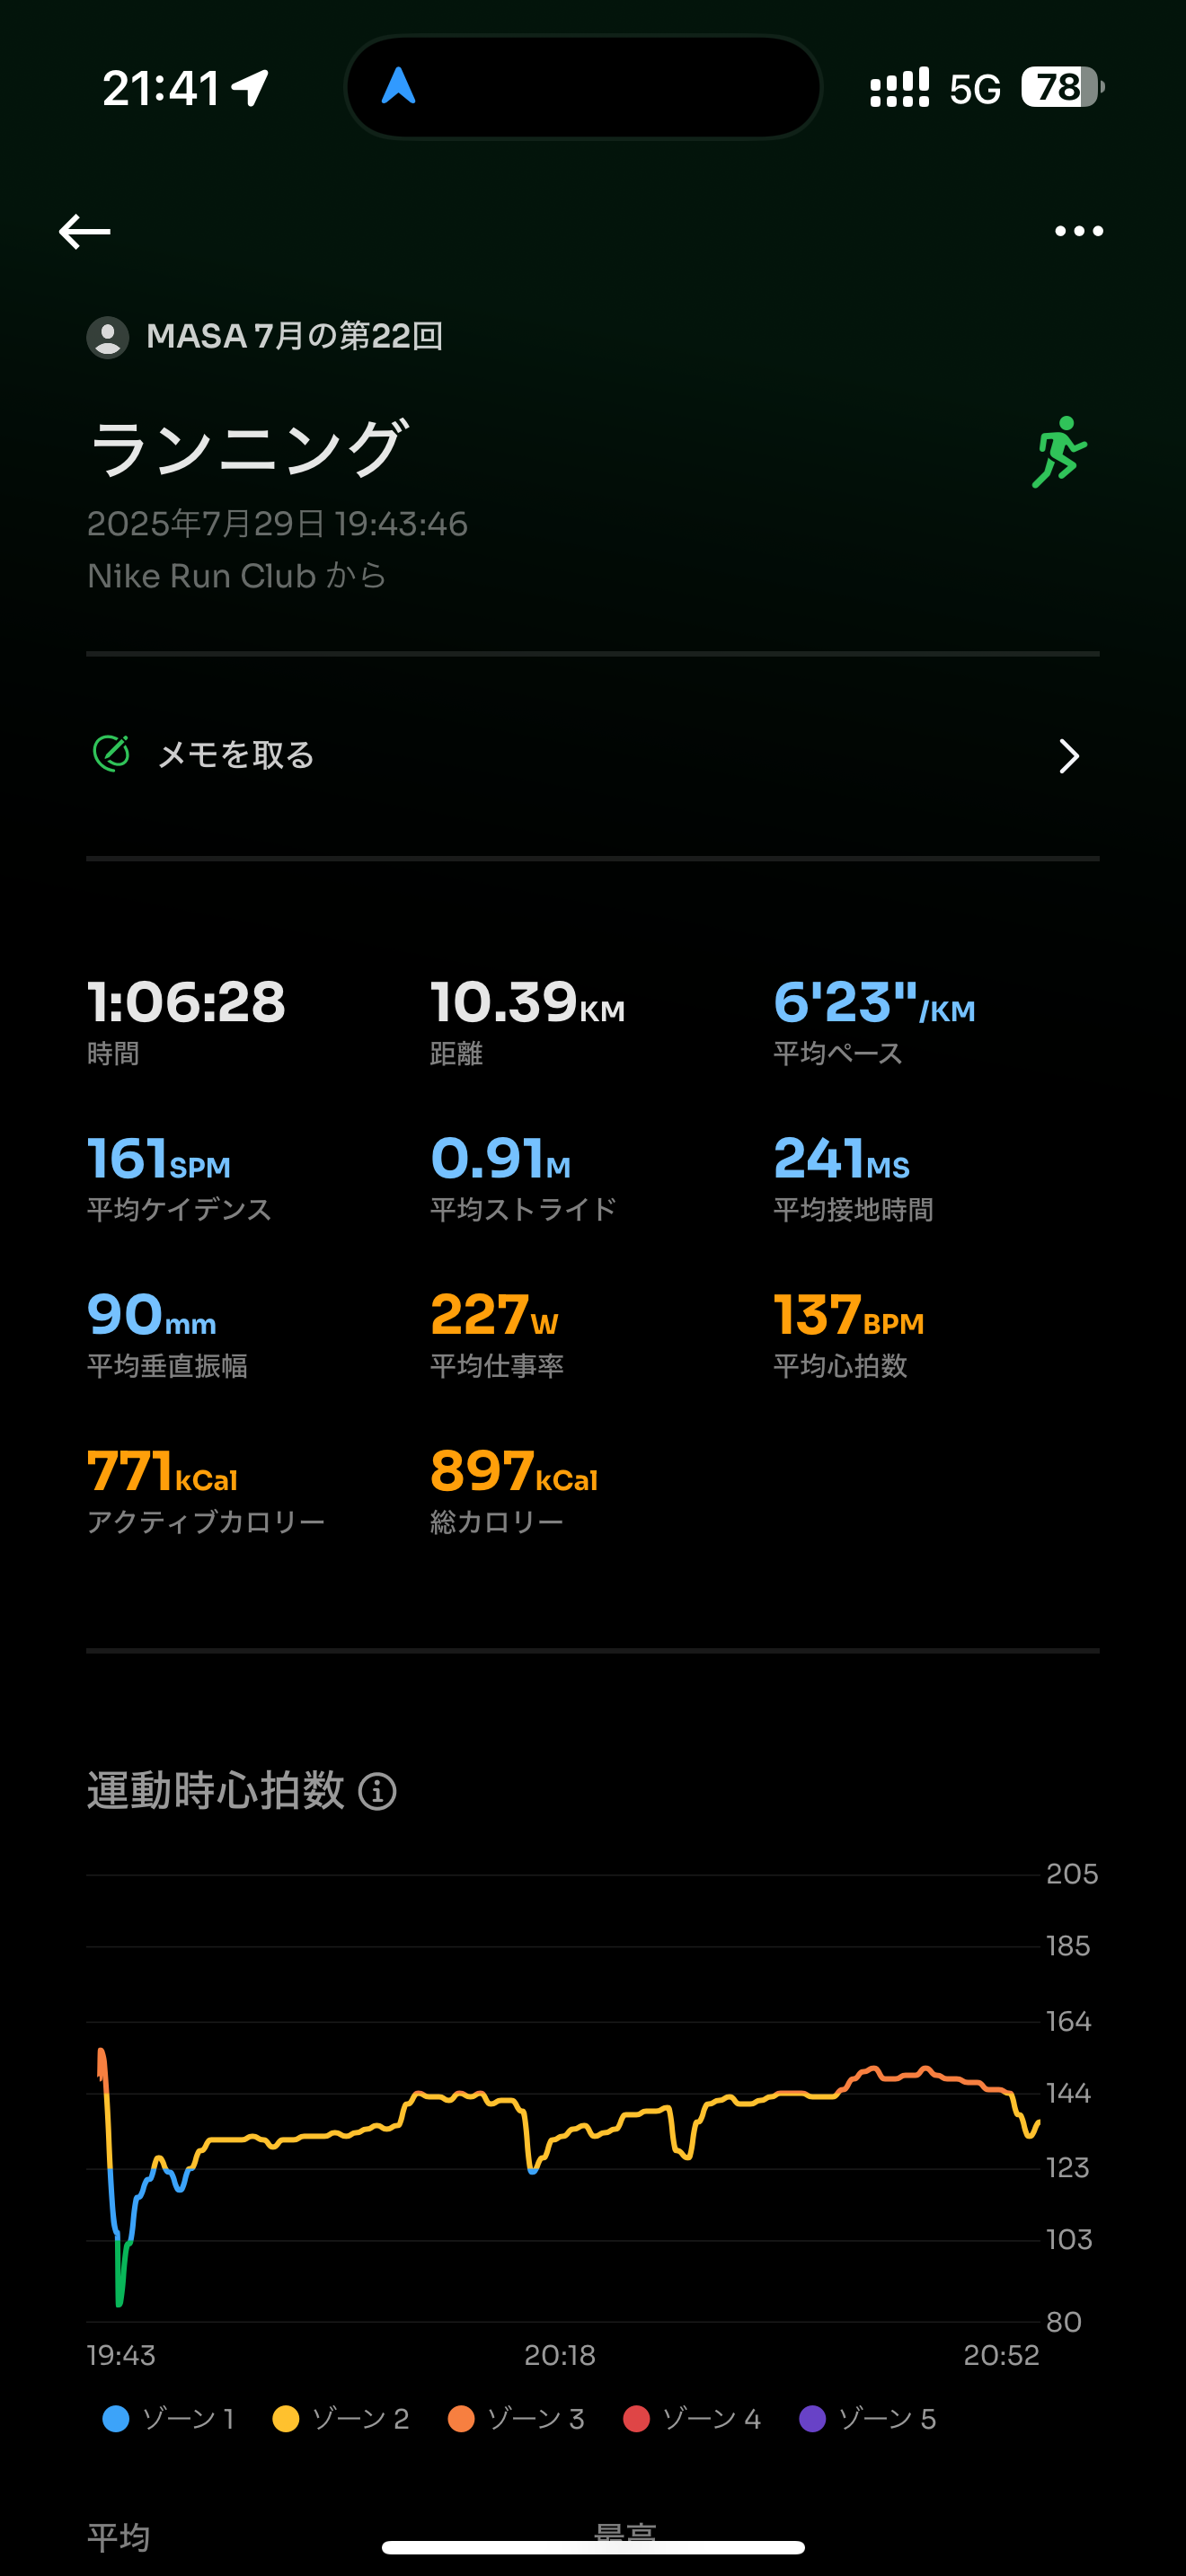 21:41 5G 78
MASA 7月の第22回
ランニング
2025年7月29日 19:43:46
Nike Run Club から
メモを取る
1:06:28 10.39KM 6'23"/KM
時間 距離 平均ペース
161SPM 0.91M 241MS
平均ケイデンス 平均ストライド 平均接地時間
90mm 227W 137BPM
平均垂直振幅 平均仕事率 平均心拍数
771kCal 897kCal
アクティブカロリー 総カロリー
運動時心拍数
205
185
164
144
123
103
80
19:43 20:18 20:52
ゾーン 1 ゾーン 2 ゾーン 3 ゾーン 4 ゾーン 5
平均 最高